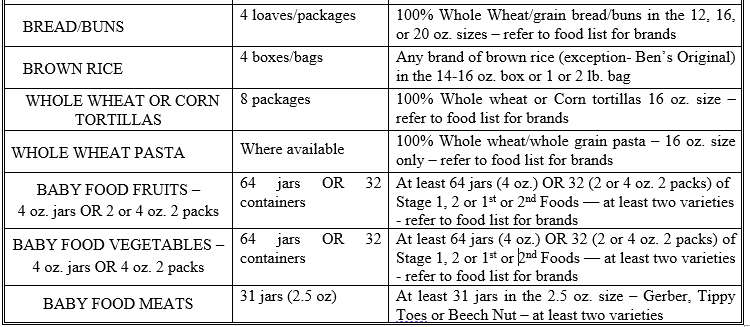 BREAD/BUNS
4 loaves/packages
100% Whole Wheat/grain bread/buns in the 12, 16,
or 20 oz. sizes – refer to food list for brands
BROWN RICE
4 boxes/bags
Any brand of brown rice (exception- Ben's Original)
in the 14-16 oz. box or 1 or 2 lb. bag
WHOLE WHEAT OR CORN
TORTILLAS
8 packages
100% Whole wheat or Corn tortillas 16 oz. size –
refer to food list for brands
WHOLE WHEAT PASTA
Where available
100% Whole wheat/whole grain pasta – 16 oz. size
only – refer to food list for brands
BABY FOOD FRUITS –
4 oz. jars OR 2 or 4 oz. 2 packs
64 jars OR 32
containers
At least 64 jars (4 oz.) OR 32 (2 or 4 oz. 2 packs) of
Stage 1, 2 or 1st or 2nd Foods — at least two varieties
- refer to food list for brands
BABY FOOD VEGETABLES –
4 oz. jars OR 4 oz. 2 packs
64 jars OR 32
containers
At least 64 jars (4 oz.) OR 32 (2 or 4 oz. 2 packs) of
Stage 1, 2 or 1st or 2nd Foods — at least two varieties
- refer to food list for brands
BABY FOOD MEATS
31 jars (2.5 oz)
At least 31 jars in the 2.5 oz. size – Gerber, Tippy
Toes or Beech Nut – at least two varieties